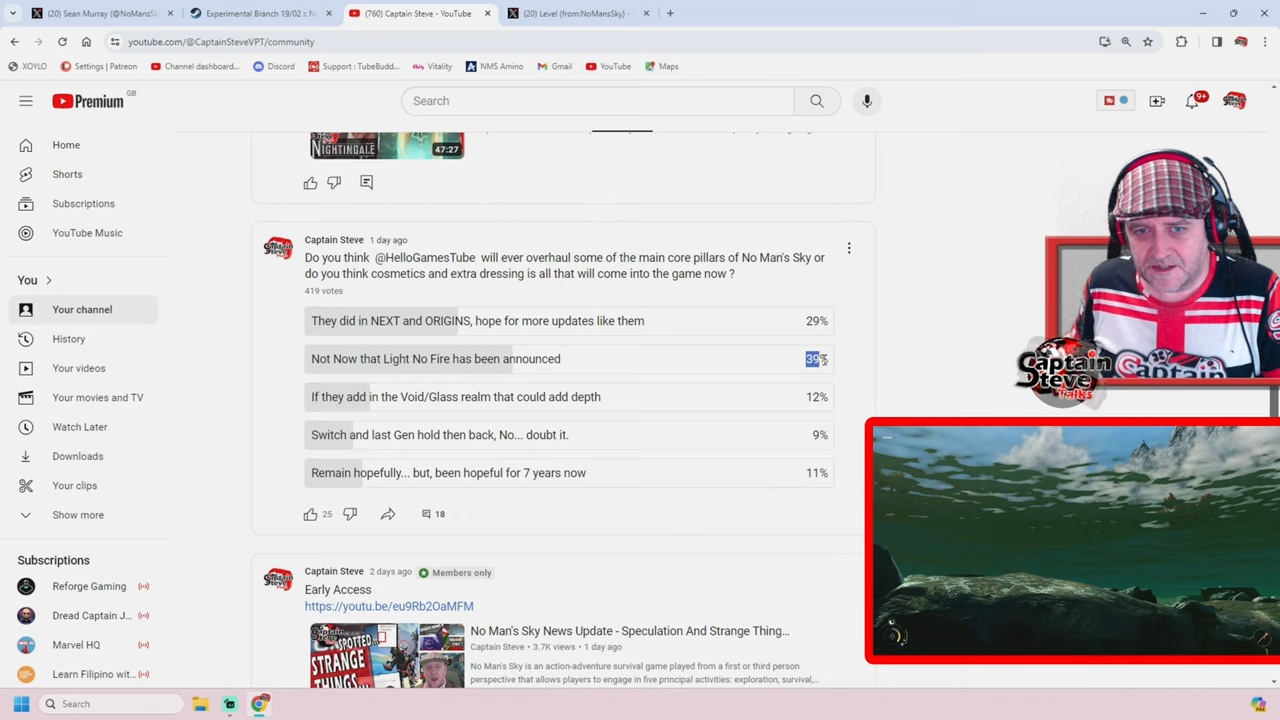 (20) Sean Murray (@NoMansSk
Experimental Branch 19/02 :: No
(760) Captain Steve - YouTube
(20) Level (from:NoMansSky) -
youtube.com/@CaptainSteveVPT/community
XOYLO
Settings | Patreon
Channel dashboard...
Discord
Support : TubeBudd...
Vitality
NMS Amino
Gmail
YouTube
Maps
Premium GB
Search
9+
Home
Shorts
Subscriptions
YouTube Music
You
Your channel
History
Your videos
Your movies and TV
Watch Later
Downloads
Your clips
Show more
Subscriptions
Reforge Gaming
Dread Captain J...
Marvel HQ
Learn Filipino wit...
NIGHTINGALE
47:27
Captain Steve 1 day ago
Do you think @HelloGamesTube will ever overhaul some of the main core pillars of No Man's Sky or
do you think cosmetics and extra dressing is all that will come into the game now ?
419 votes
They did in NEXT and ORIGINS, hope for more updates like them 29%
Not Now that Light No Fire has been announced 39%
If they add in the Void/Glass realm that could add depth 12%
Switch and last Gen hold then back, No... doubt it. 9%
Remain hopefully... but, been hopeful for 7 years now 11%
25
18
Captain Steve 2 days ago Members only
Early Access
https://youtu.be/eu9Rb2OaMFM
SPOTTED
STRANGE
THINGS
No Man's Sky News Update - Speculation And Strange Thing...
Captain Steve • 3.7K views • 1 day ago
No Man's Sky is an action-adventure survival game played from a first or third person
perspective that allows players to engage in five principal activities: exploration, survival,...
Captain
Steve
Talks
Captain Steve
Search